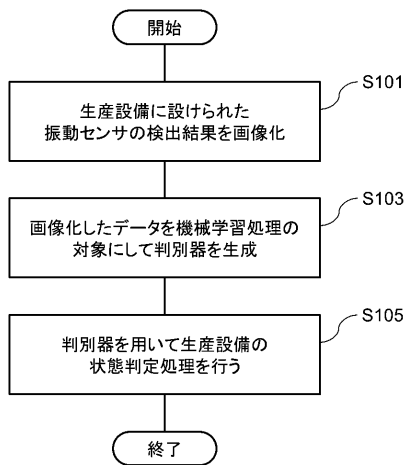 開始
S101
生産設備に設けられた
振動センサの検出結果を画像化
S103
画像化したデータを機械学習処理の
対象にして判別器を生成
S105
判別器を用いて生産設備の
状態判定処理を行う
終了